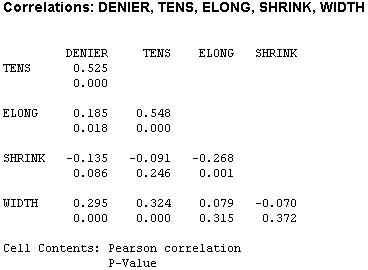 Correlations: DENIER, TENS, ELONG, SHRINK, WIDTH
DENIER TENS ELONG SHRINK
TENS 0.525
0.000
ELONG 0.185 0.548
0.018 0.000
SHRINK -0.135 -0.091 -0.268
0.086 0.246 0.001
WIDTH 0.295 0.324 0.079 -0.070
0.000 0.000 0.315 0.372
Cell Contents: Pearson correlation
P-Value